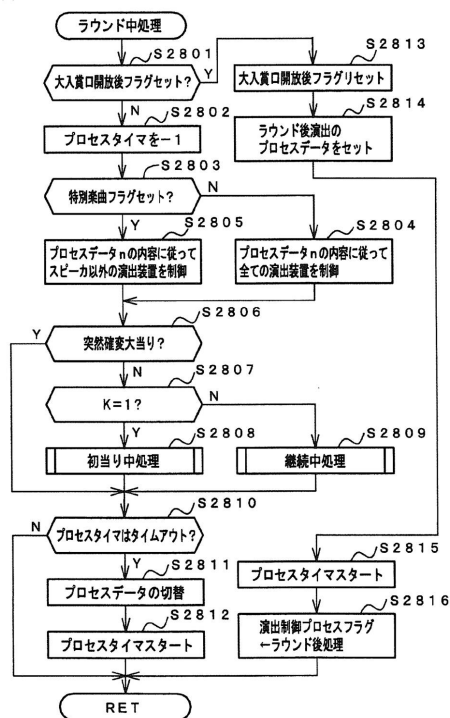 ラウンド中処理
S2801
大入賞口開放後フラグセット?
Y
N
S2813
大入賞口開放後フラグリセット
S2802
プロセスタイマを－1
S2814
ラウンド後演出の
プロセスデータをセット
S2803
特別楽曲フラグセット?
N
Y
S2805
プロセスデータnの内容に従って
スピーカ以外の演出装置を制御
S2804
プロセスデータnの内容に従って
全ての演出装置を制御
S2806
Y
突然確変大当り?
N
S2807
K=1?
N
Y
S2808
初当り中処理
S2809
継続中処理
S2810
N
プロセスタイマはタイムアウト?
Y
S2811
プロセスデータの切替
S2812
プロセスタイマスタート
S2815
プロセスタイマスタート
S2816
演出制御プロセスフラグ
←ラウンド後処理
RET